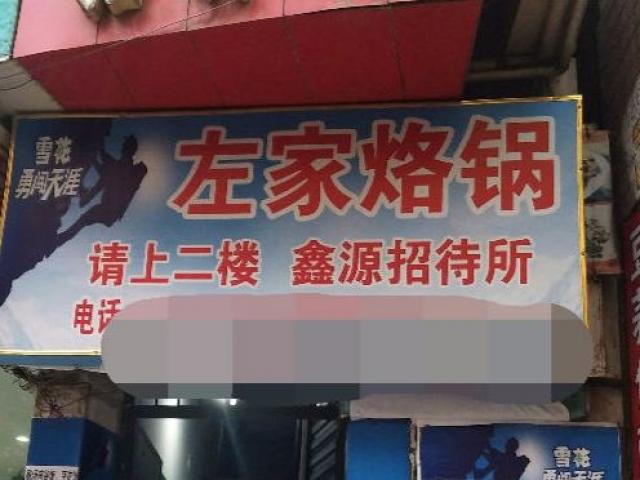 雪花
勇闯天涯
左家烙锅
请上二楼 鑫源招待所
电话
雪花
勇闯天涯